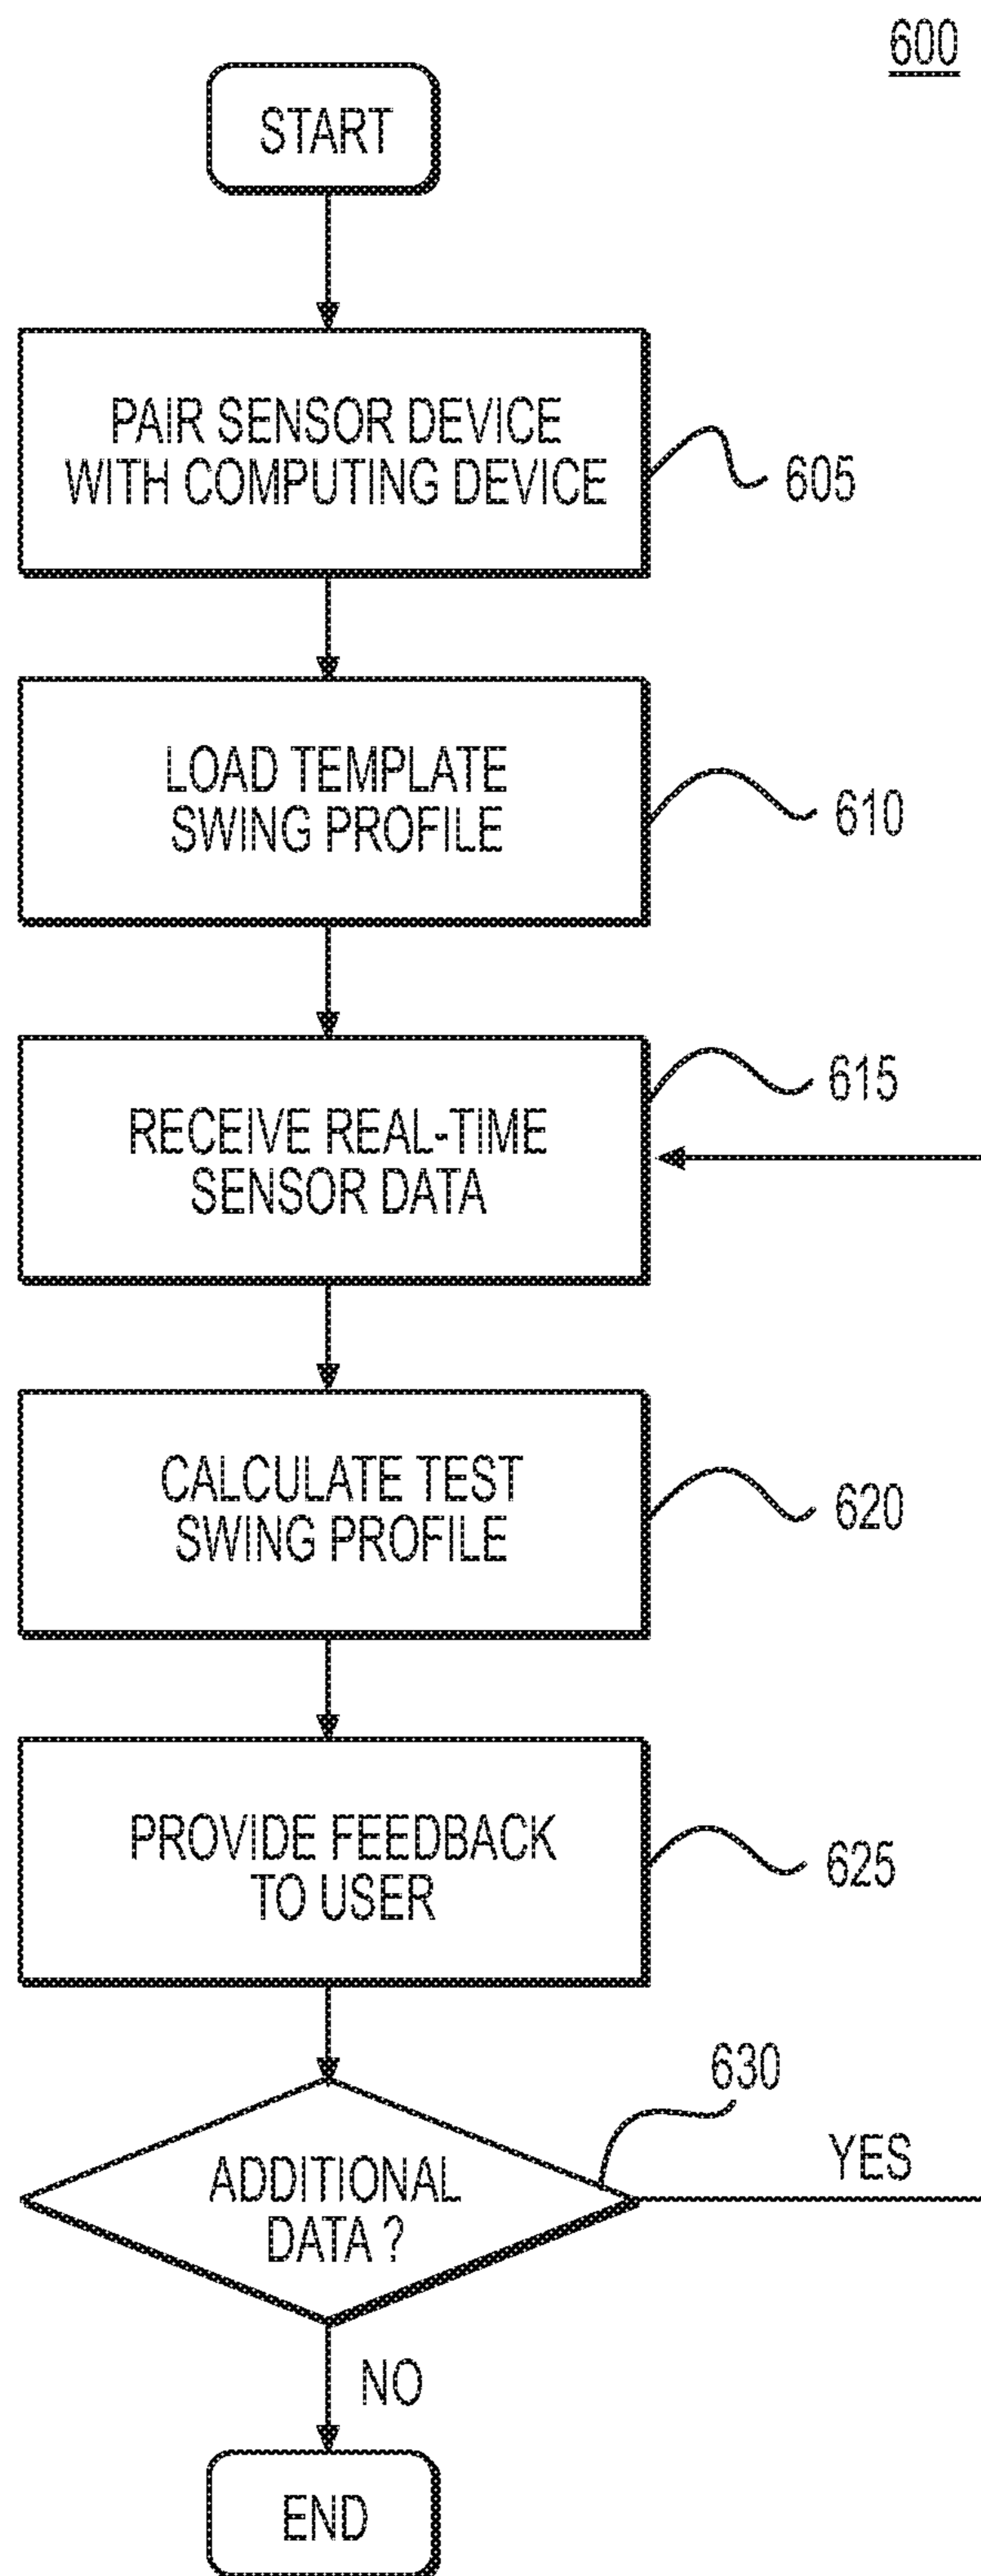 600
START
PAIR SENSOR DEVICE
WITH COMPUTING DEVICE
605
LOAD TEMPLATE
SWING PROFILE
610
615
RECEIVE REAL-TIME
SENSOR DATA
CALCULATE TEST
SWING PROFILE
620
PROVIDE FEEDBACK
TO USER
625
630
ADDITIONAL
DATA ?
YES
NO
END